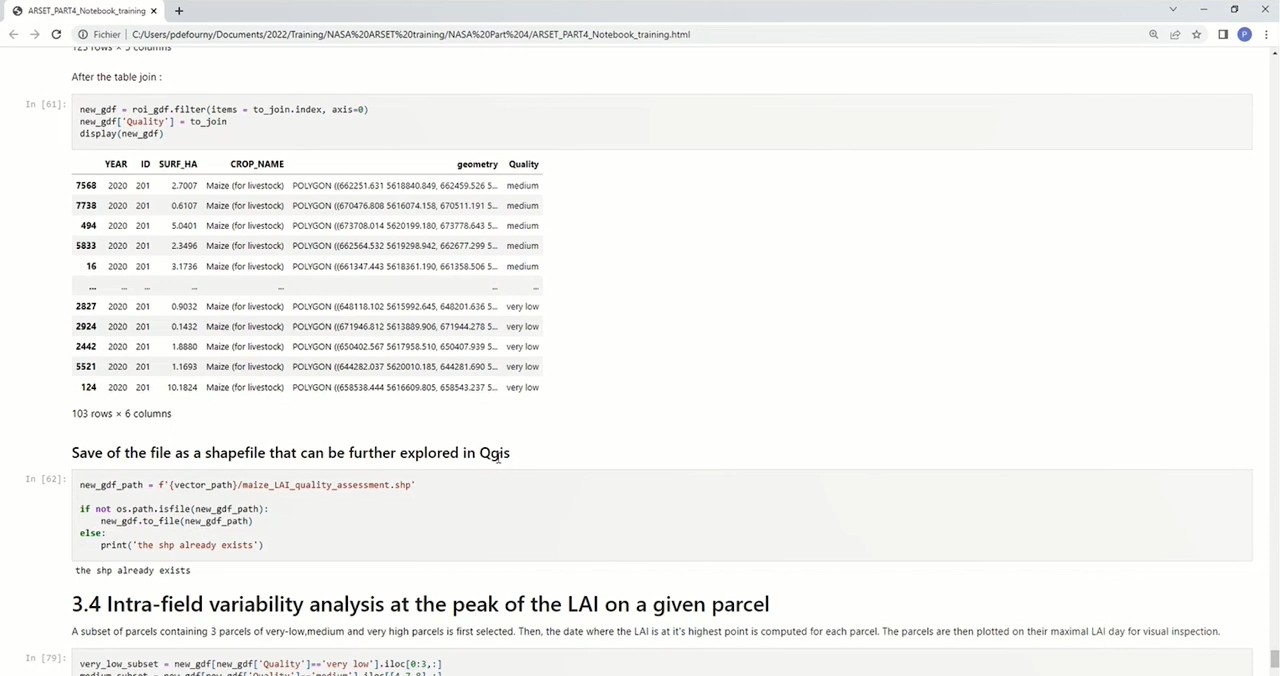 ARSET_PART4_Notebook_training
Fichier C:/Users/pdefourny/Documents/2022/Training/NASA%20ARSET%20training/NASA%20Part%204/ARSET_PART4_Notebook_training.html
P
After the table join :
In [61]:
new_gdf = roi_gdf.filter(items = to_join.index, axis=0)
new_gdf['Quality'] = to_join
display(new_gdf)
YEAR ID SURF_HA CROP_NAME geometry Quality
7568 2020 201 2.7007 Maize (for livestock) POLYGON ((662251.631 5618840.849, 662459.526 5... medium
7738 2020 201 0.6107 Maize (for livestock) POLYGON ((670476.808 5616074.158, 670511.191 5... medium
494 2020 201 5.0401 Maize (for livestock) POLYGON ((673708.014 5620199.180, 673778.643 5... medium
5833 2020 201 2.3496 Maize (for livestock) POLYGON ((662564.532 5619298.942, 662677.299 5... medium
16 2020 201 3.1736 Maize (for livestock) POLYGON ((661347.443 5618361.190, 661358.506 5... medium
... ... ... ... ... ... ...
2827 2020 201 0.9032 Maize (for livestock) POLYGON ((648118.102 5615992.645, 648201.636 5... very low
2924 2020 201 0.1432 Maize (for livestock) POLYGON ((671946.812 5613889.906, 671944.278 5... very low
2442 2020 201 1.8880 Maize (for livestock) POLYGON ((650402.567 5617958.510, 650407.939 5... very low
5521 2020 201 1.1693 Maize (for livestock) POLYGON ((644282.037 5620010.185, 644281.690 5... very low
124 2020 201 10.1824 Maize (for livestock) POLYGON ((658538.444 5616609.805, 658543.237 5... very low
103 rows × 6 columns
Save of the file as a shapefile that can be further explored in Qgis
In [62]:
new_gdf_path = f'{vector_path}/maize_LAI_quality_assessment.shp'
if not os.path.isfile(new_gdf_path):
new_gdf.to_file(new_gdf_path)
else:
print('the shp already exists')
the shp already exists
3.4 Intra-field variability analysis at the peak of the LAI on a given parcel
A subset of parcels containing 3 parcels of very-low,medium and very high parcels is first selected. Then, the date where the LAI is at it's highest point is computed for each parcel. The parcels are then plotted on their maximal LAI day for visual inspection.
In [79]:
very_low_subset = new_gdf[new_gdf['Quality']=='very low'].iloc[0:3,:]